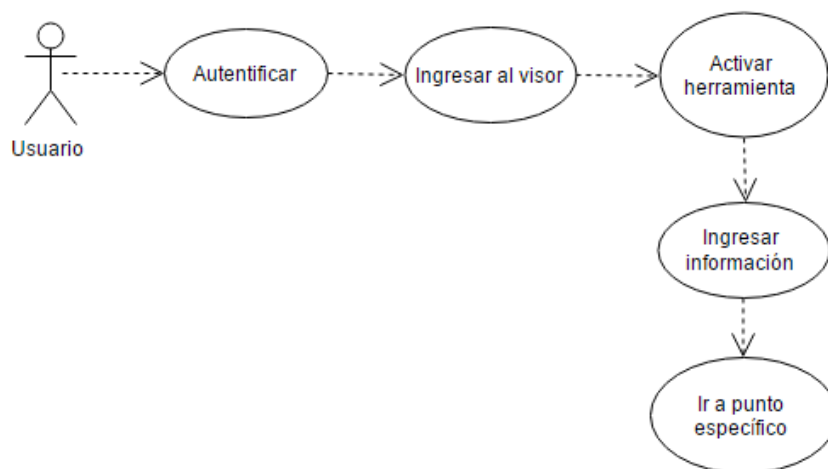 Usuario
Autentificar
Ingresar al visor
Activar
herramienta
Ingresar
información
Ir a punto
específico